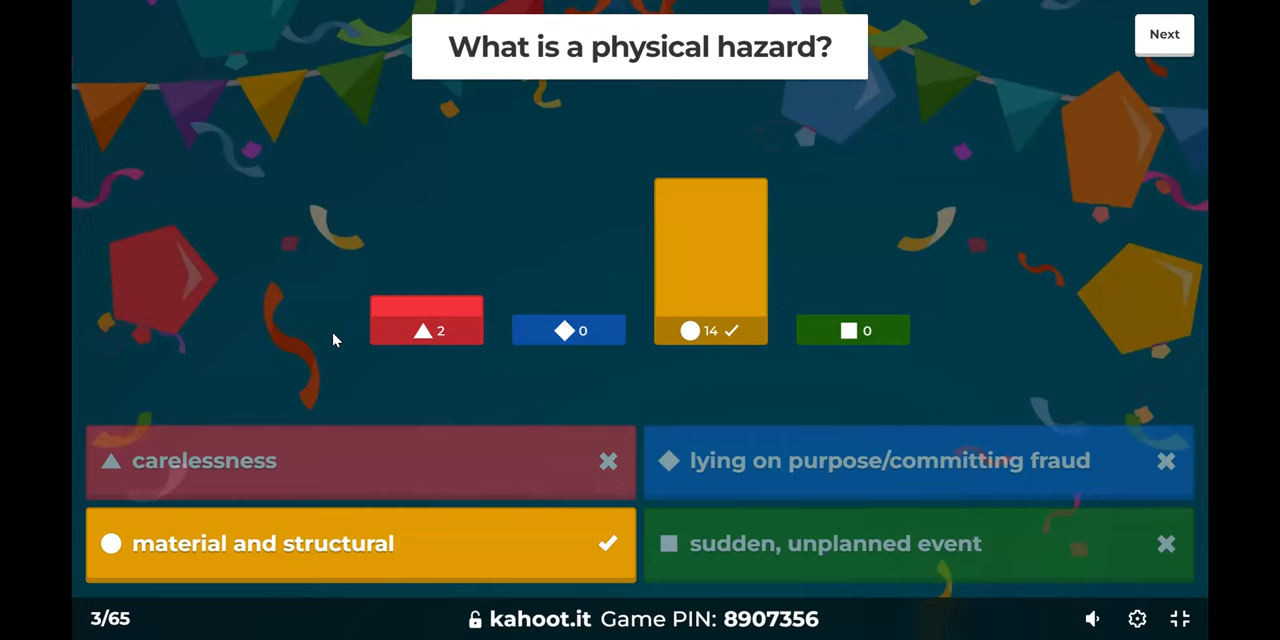 What is a physical hazard?
Next
2
0
14
0
carelessness
lying on purpose/committing fraud
material and structural
sudden, unplanned event
3/65
kahoot.it Game PIN: 8907356